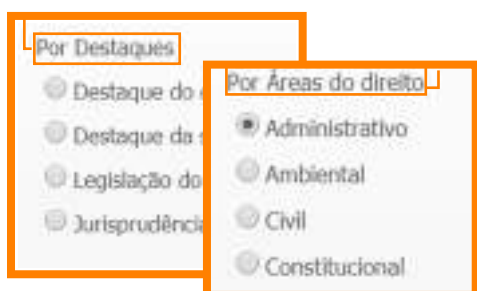 Por Destaques
Destaque do
Destaque da
Legislação do
Jurisprudência
Por Áreas do direito
Administrativo
Ambiental
Civil
Constitucional